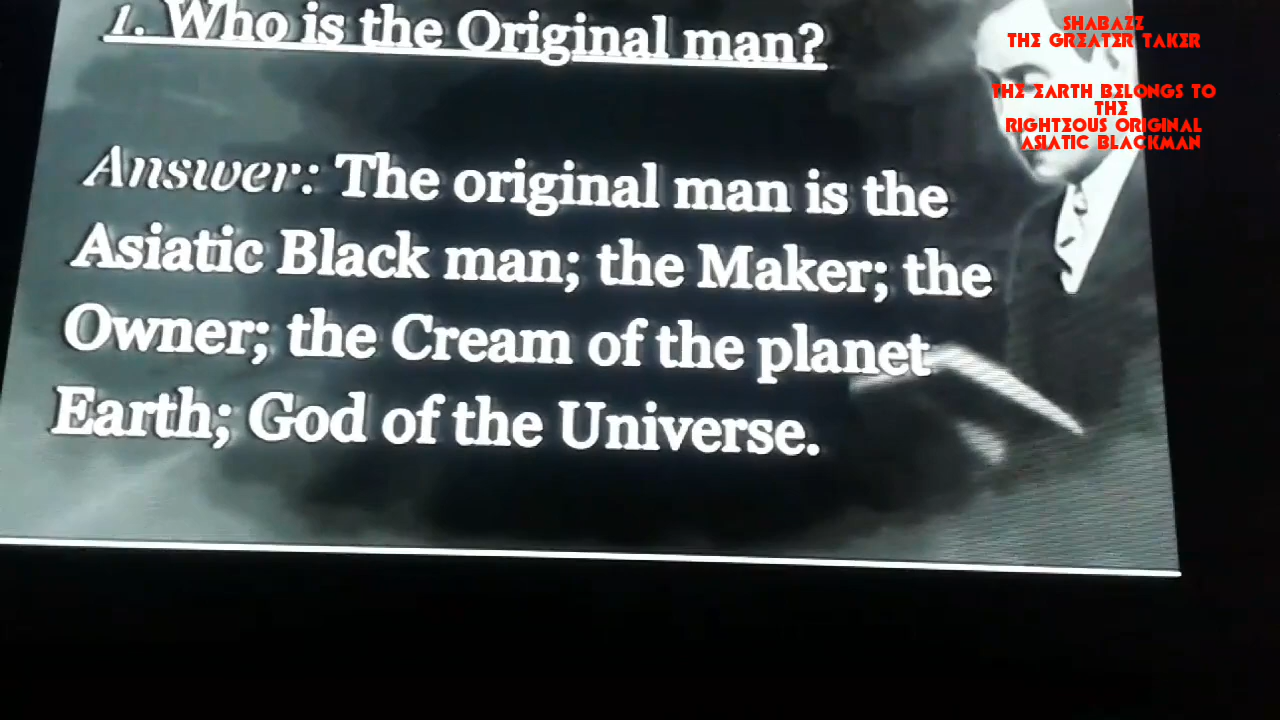 1. Who is the Original man?
Answer: The original man is the
Asiatic Black man; the Maker; the
Owner; the Cream of the planet
Earth; God of the Universe.
SHABAZZ
THE GREATER TAKER
THE EARTH BELONGS TO
THE
RIGHTEOUS ORIGINAL
ASIATIC BLACKMAN